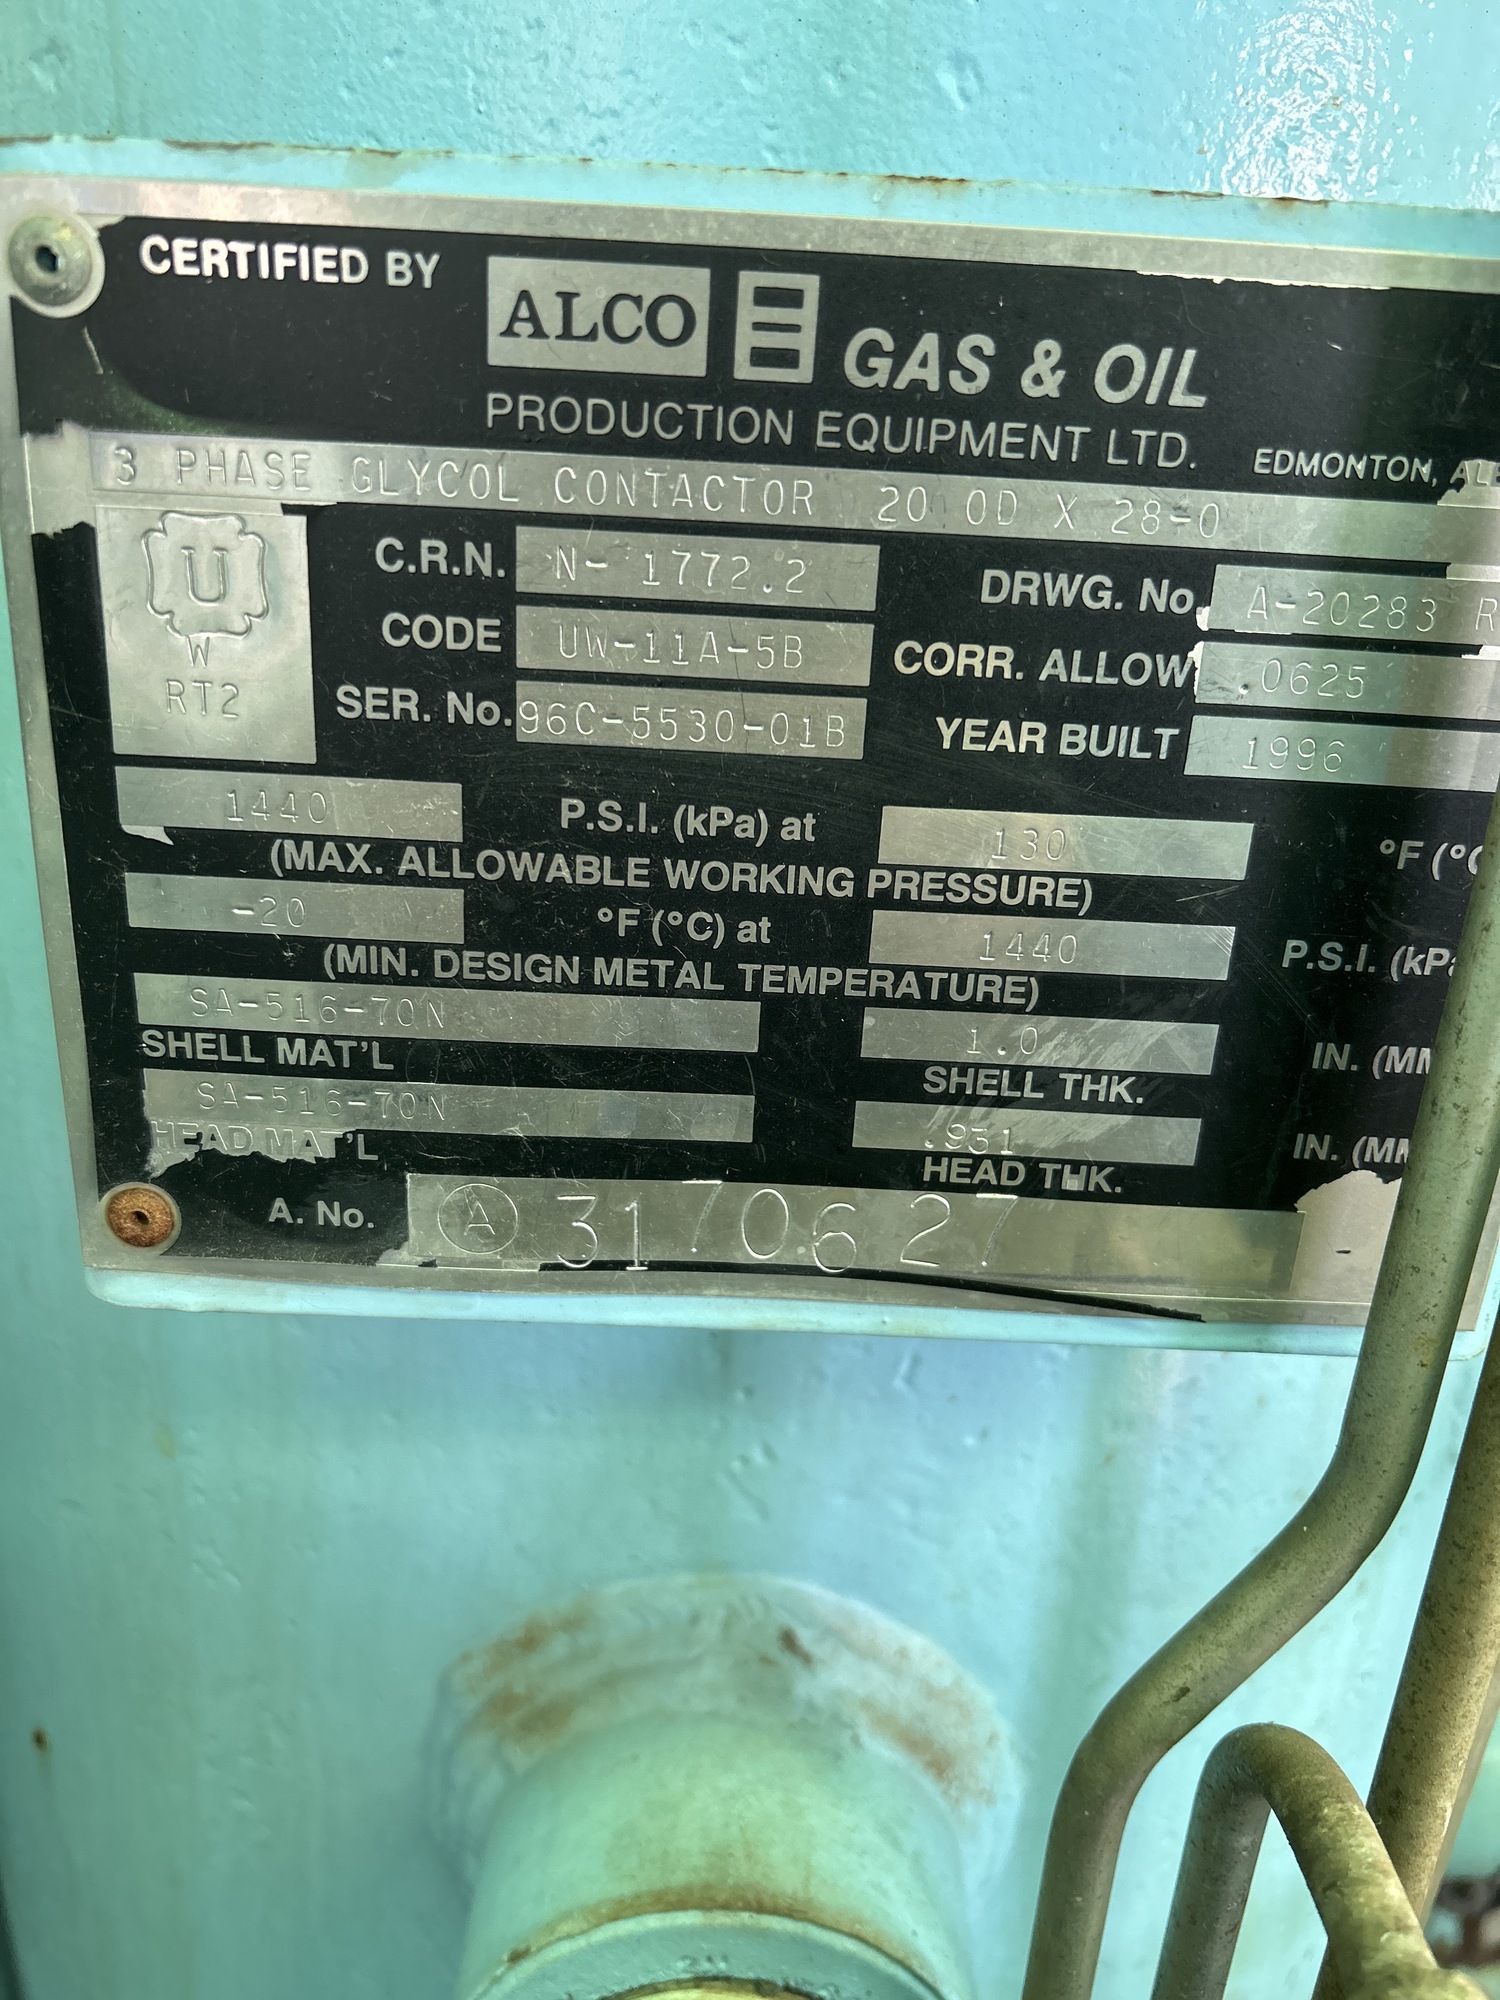 CERTIFIED BY ALCO GAS & OIL
PRODUCTION EQUIPMENT LTD. EDMONTON,
3 PHASE GLYCOL CONTACTOR 20 OD X 28-0
U
W
RT2
C.R.N. N- 1772.2 DRWG. No. A-20283 R
CODE UW-11A-5B CORR. ALLOW .0625
SER. No. 96C-5530-01B YEAR BUILT 1996
1440 P.S.I. (kPa) at 130 °F (°C
(MAX. ALLOWABLE WORKING PRESSURE)
-20 °F (°C) at 1440 P.S.I. (kPa
(MIN. DESIGN METAL TEMPERATURE)
SA-516-70N 1.0 IN. (MM
SHELL MAT'L SHELL THK.
SA-516-70N .931 IN. (MM
HEAD MAT'L HEAD THK.
A. No. A 3170627